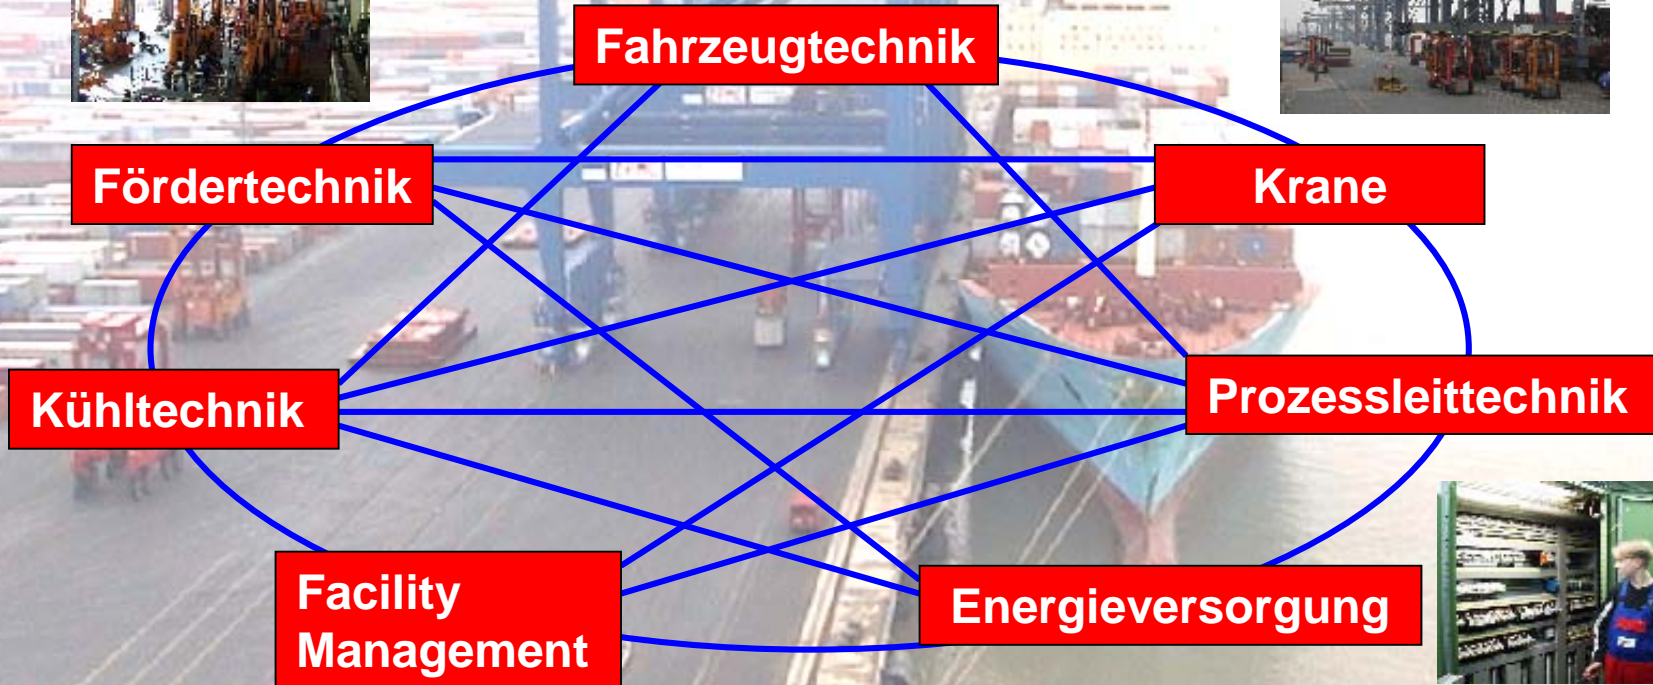 Fahrzeugtechnik
Fördertechnik
Krane
Kühltechnik
Prozessleittechnik
Facility
Management
Energieversorgung